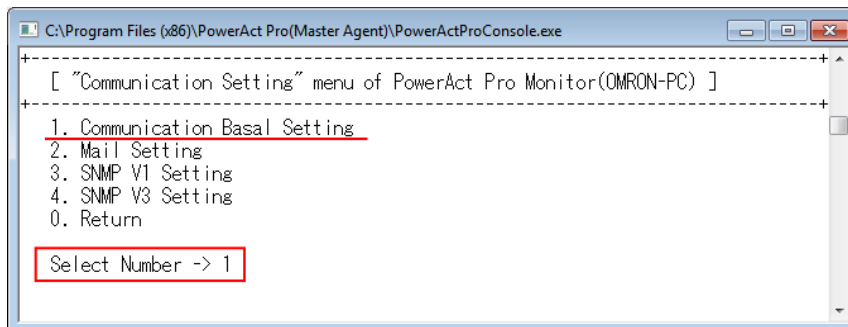 C:\Program Files (x86)\PowerAct Pro(Master Agent)\PowerActProConsole.exe
+------------------------------------------------------------------------------+
[ "Communication Setting" menu of PowerAct Pro Monitor(OMRON-PC) ]
+------------------------------------------------------------------------------+
1. Communication Basal Setting
2. Mail Setting
3. SNMP V1 Setting
4. SNMP V3 Setting
0. Return
Select Number -> 1